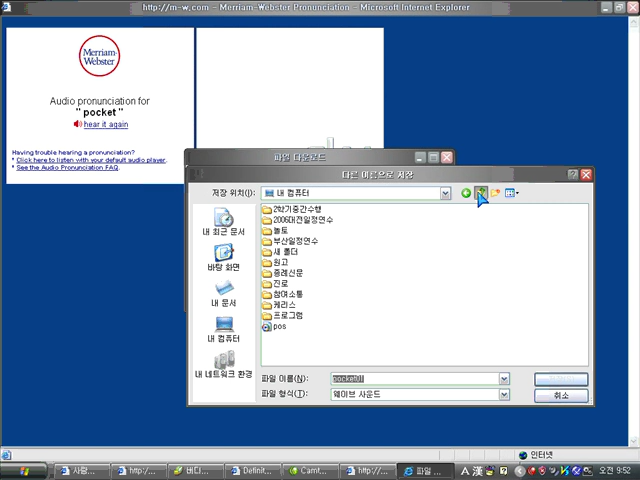 http://m-w.com - Merriam-Webster Pronunciation - Microsoft Internet Explorer
Merriam-
Webster
Audio pronunciation for
" pocket "
hear it again
Having trouble hearing a pronunciation?
* Click here to listen with your default audio player.
* See the Audio Pronunciation FAQ.
파일 다운로드
다른 이름으로 저장
저장 위치(I):
내 컴퓨터
내 최근 문서
바탕 화면
내 문서
내 컴퓨터
내 네트워크 환경
2학기중간수행
2006대전일정연수
놀토
부산일정연수
새 폴더
원고
중례신문
진로
참여소통
케리스
프로그램
pos
파일 이름(N):
파일 형식(T):
웨이브 사운드
취소
인터넷
start
사람...
http:/...
버디...
Definit...
Camt...
http://...
파일 ...
A 漢
오전 9:52